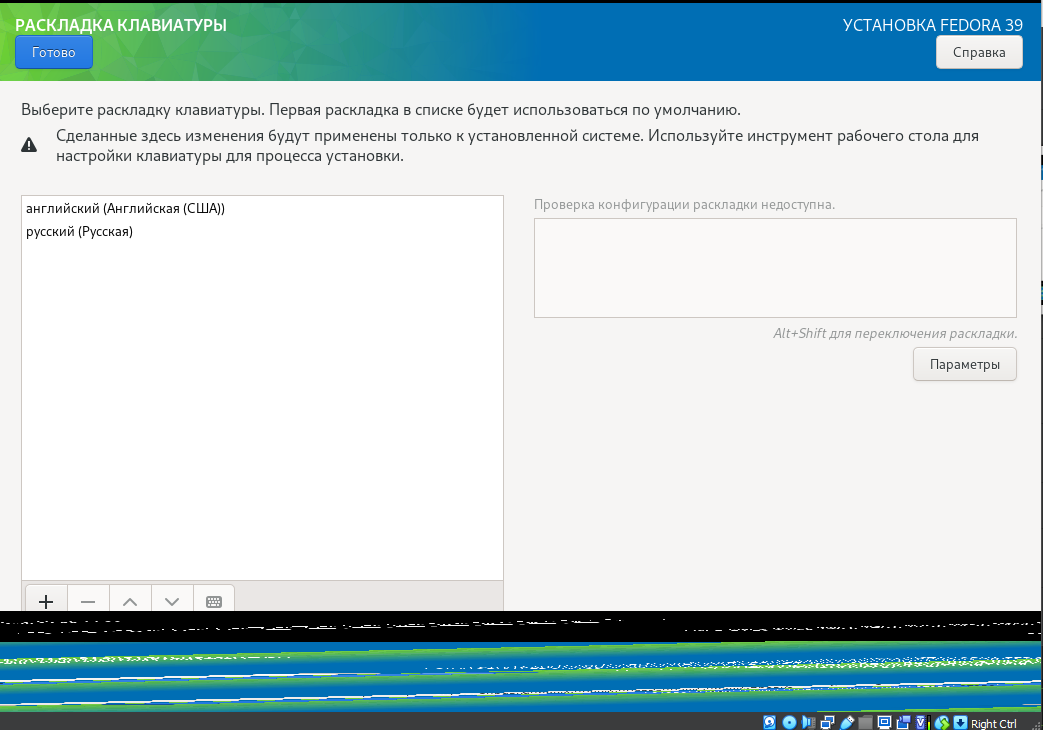 РАСКЛАДКА КЛАВИАТУРЫ
УСТАНОВКА FEDORA 39
Готово
Справка
Выберите раскладку клавиатуры. Первая раскладка в списке будет использоваться по умолчанию.
Сделанные здесь изменения будут применены только к установленной системе. Используйте инструмент рабочего стола для
настройки клавиатуры для процесса установки.
английский (Английская (США))
русский (Русская)
Проверка конфигурации раскладки недоступна.
Alt+Shift для переключения раскладки.
Параметры
Right Ctrl